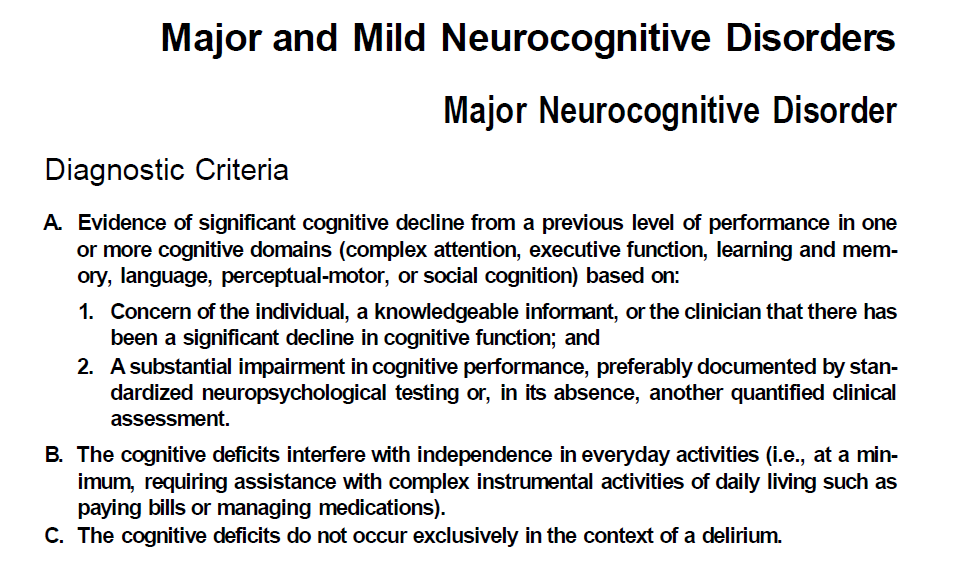 Major and Mild Neurocognitive Disorders
Major Neurocognitive Disorder
Diagnostic Criteria
A. Evidence of significant cognitive decline from a previous level of performance in one
or more cognitive domains (complex attention, executive function, learning and mem-
ory, language, perceptual-motor, or social cognition) based on:
1. Concern of the individual, a knowledgeable informant, or the clinician that there has
been a significant decline in cognitive function; and
2. A substantial impairment in cognitive performance, preferably documented by stan-
dardized neuropsychological testing or, in its absence, another quantified clinical
assessment.
B. The cognitive deficits interfere with independence in everyday activities (i.e., at a min-
imum, requiring assistance with complex instrumental activities of daily living such as
paying bills or managing medications).
C. The cognitive deficits do not occur exclusively in the context of a delirium.